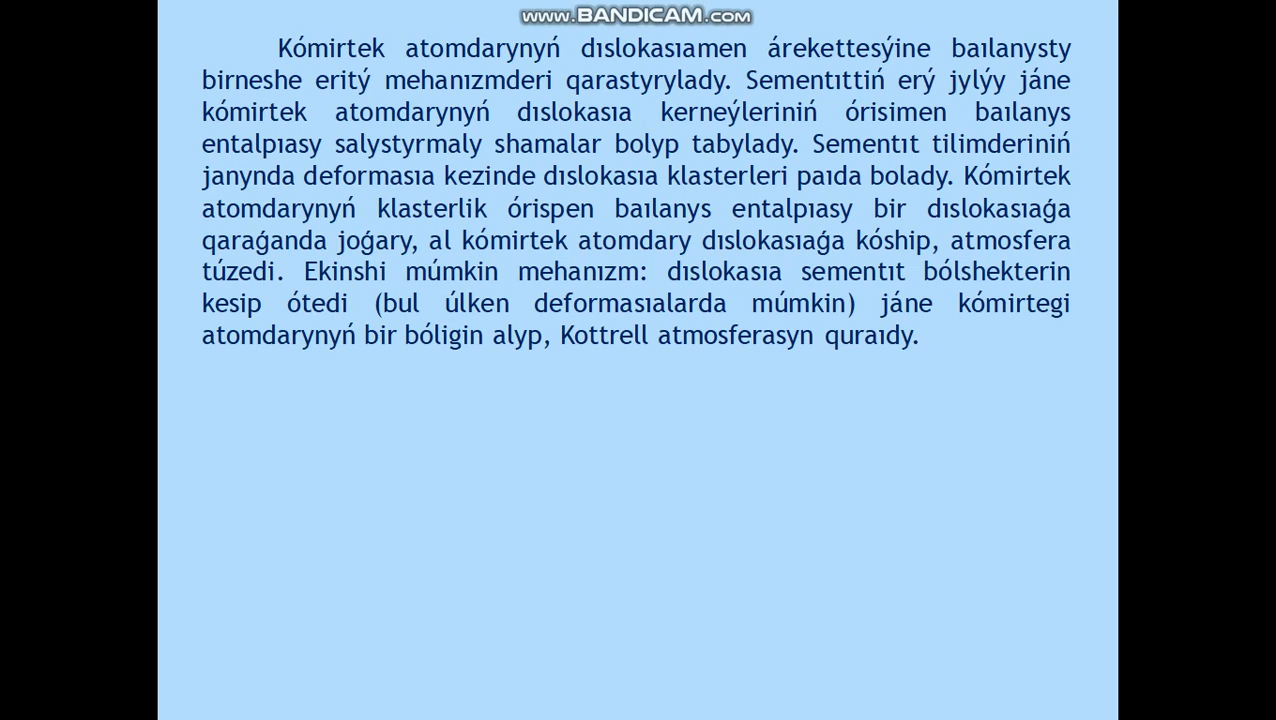 www.BANDICAM.com
Kómirtek atomdarynyń dıslokasıamen árekettesýine baılanysty
birneshe eritý mehanızmderi qarastyrylady. Sementıttiń erý jylýy jáne
kómirtek atomdarynyń dıslokasıa kerneýleriniń órisimen baılanys
entalpıasy salystyrmaly shamalar bolyp tabylady. Sementıt tilimderiniń
janynda deformasıa kezinde dıslokasıa klasterleri paıda bolady. Kómirtek
atomdarynyń klasterlik órispen baılanys entalpıasy bir dıslokasıaǵa
qaraǵanda joǵary, al kómirtek atomdary dıslokasıaǵa kóship, atmosfera
túzedi. Ekinshi múmkin mehanızm: dıslokasıa sementıt bólshekterin
kesip ótedi (bul úlken deformasıalarda múmkin) jáne kómirtegi
atomdarynyń bir bóligin alyp, Kottrell atmosferasyn quraıdy.